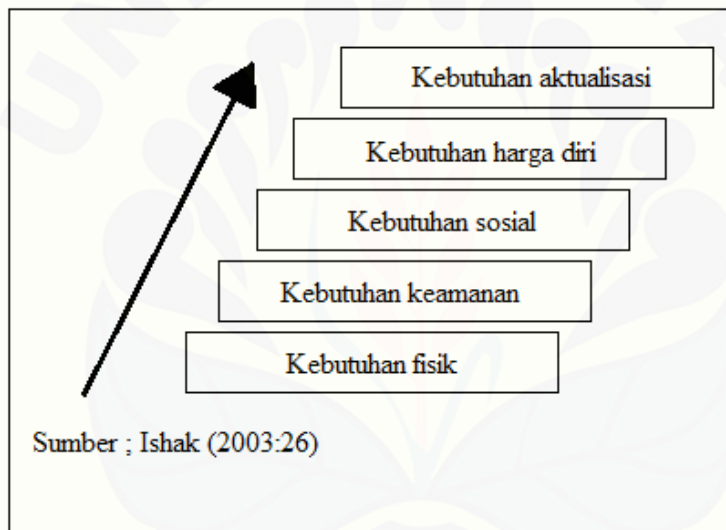 Kebutuhan aktualisasi
Kebutuhan harga diri
Kebutuhan sosial
Kebutuhan keamanan
Kebutuhan fisik
Sumber ; Ishak (2003:26)